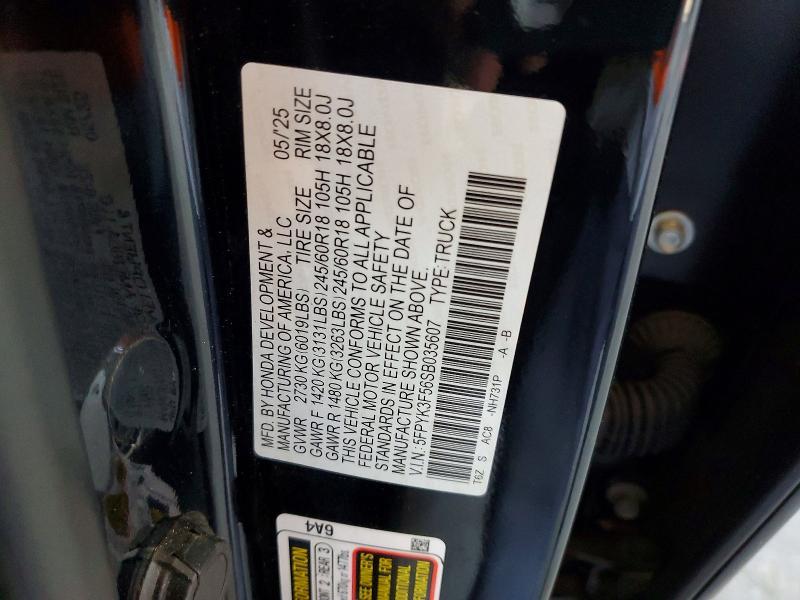 MFD. BY HONDA DEVELOPMENT &
MANUFACTURING OF AMERICA, LLC 05/'25
GVWR 2730 KG(6019LBS) TIRE SIZE RIM SIZE
GAWR F 1420 KG(3131LBS) 245/60R18 105H 18X8.0J
GAWR R 1480 KG(3263LBS) 245/60R18 105H 18X8.0J
THIS VEHICLE CONFORMS TO ALL APPLICABLE
FEDERAL MOTOR VEHICLE SAFETY
STANDARDS IN EFFECT ON THE DATE OF
MANUFACTURE SHOWN ABOVE.
V.I.N.:5FPYK3F56SB035607 TYPE:TRUCK
T6Z S AC8 -NH731P -A -B
6A4